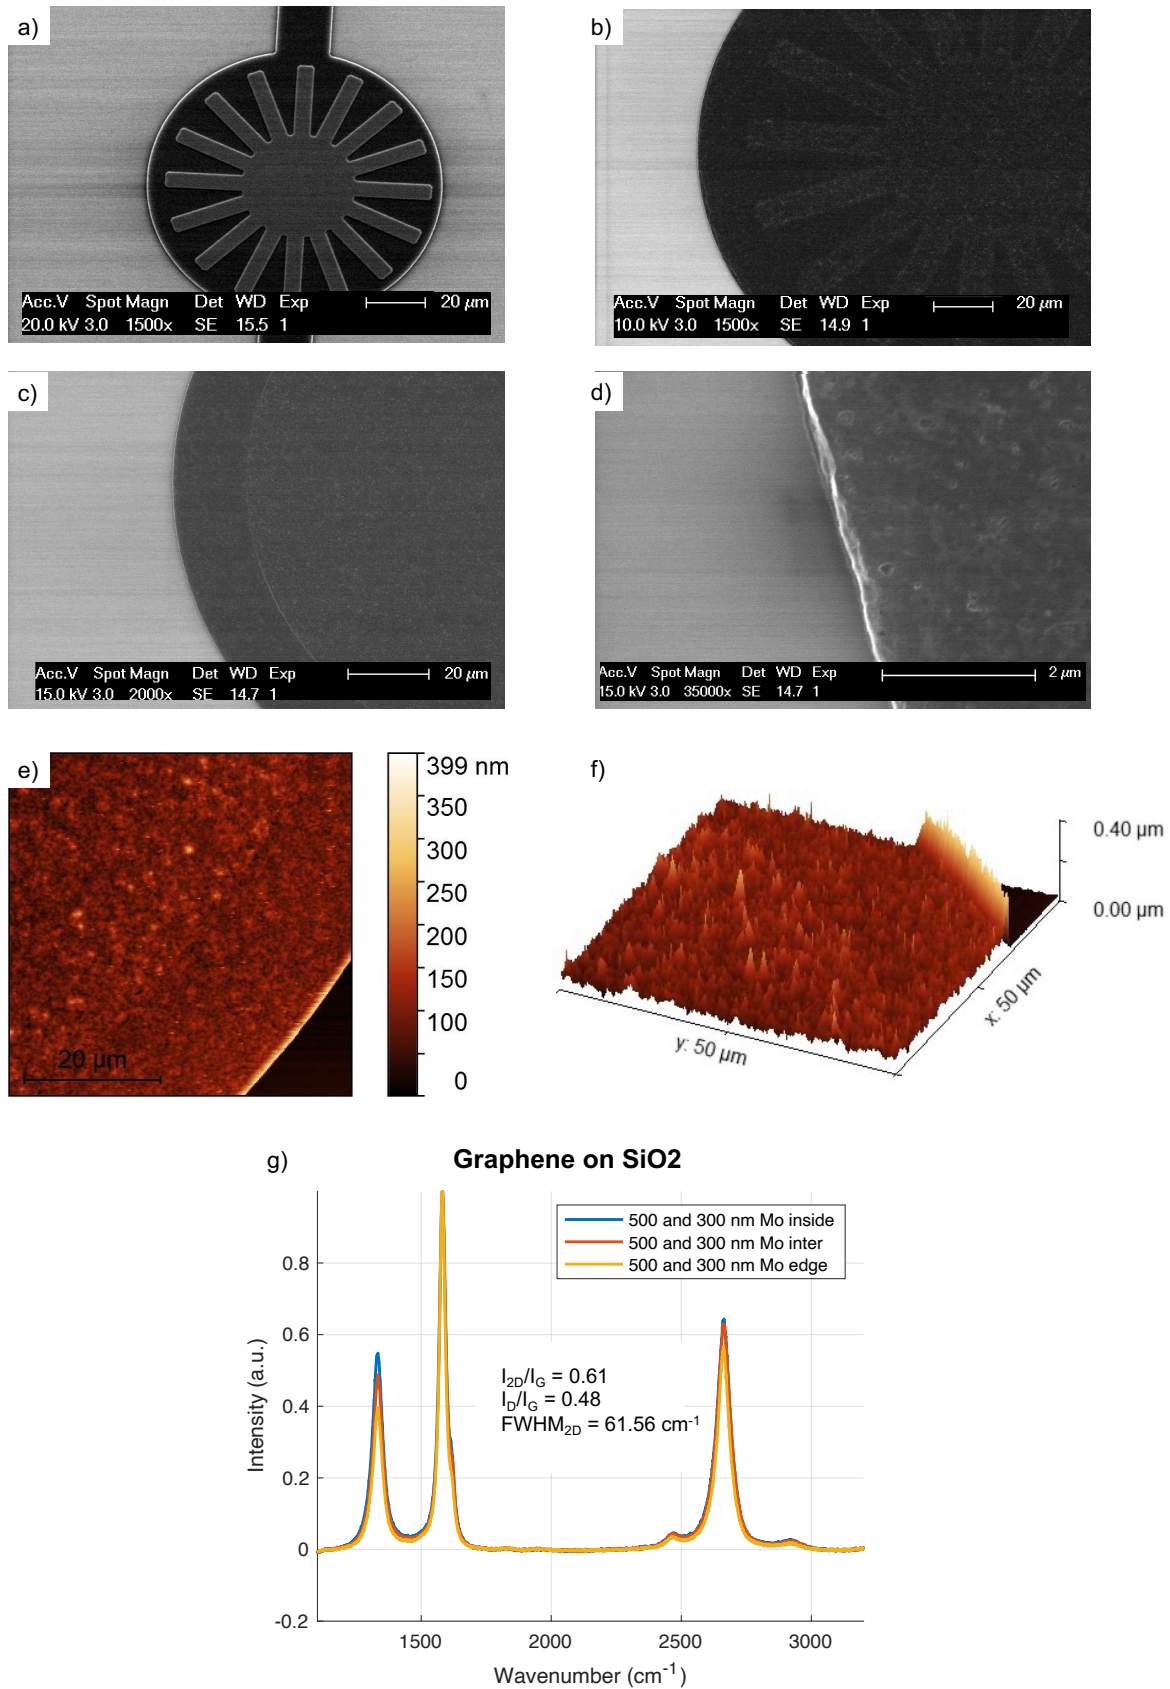 a)
Acc.V Spot Magn Det WD Exp 20 µm
20.0 kV 3.0 1500x SE 15.5 1
b)
Acc.V Spot Magn Det WD Exp 20 µm
10.0 kV 3.0 1500x SE 14.9 1
c)
Acc.V Spot Magn Det WD Exp 20 µm
15.0 kV 3.0 2000x SE 14.7 1
d)
Acc.V Spot Magn Det WD Exp 2 µm
15.0 kV 3.0 35000x SE 14.7 1
e)
20 µm
399 nm
350
300
250
200
150
100
0
f)
0.40 µm
0.00 µm
x: 50 µm
y: 50 µm
g)
Graphene on SiO2
500 and 300 nm Mo inside
500 and 300 nm Mo inter
500 and 300 nm Mo edge
I2D/IG = 0.61
ID/IG = 0.48
FWHM2D = 61.56 cm-1
Intensity (a.u.)
0.8
0.6
0.4
0.2
0
-0.2
1500 2000 2500 3000
Wavenumber (cm-1)